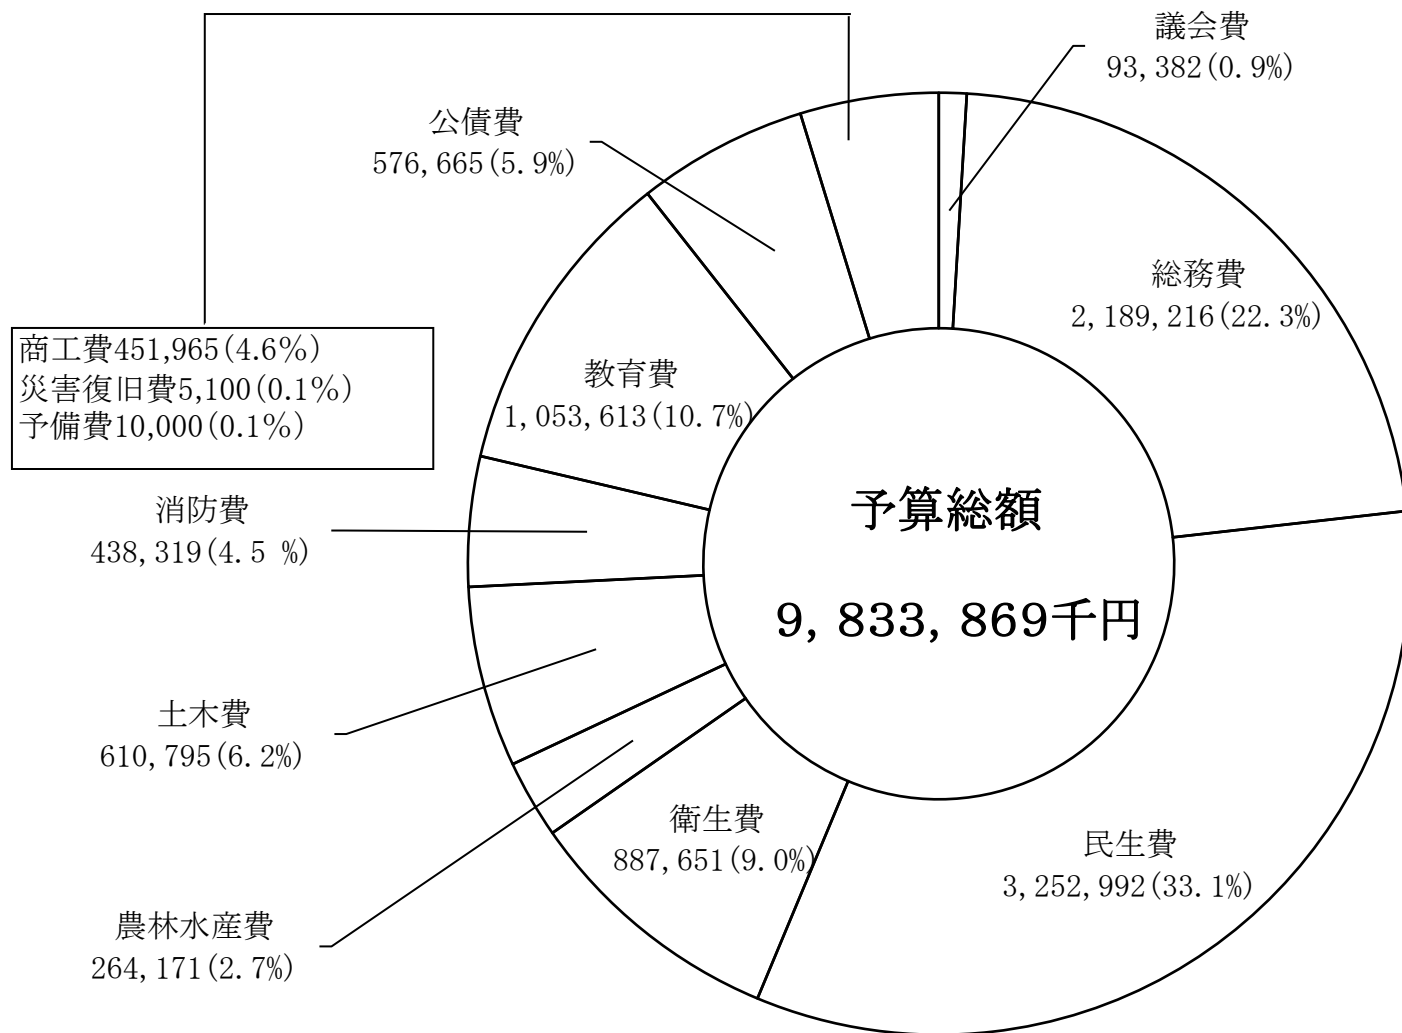 議会費
93,382(0.9%)
総務費
2,189,216(22.3%)
民生費
3,252,992(33.1%)
衛生費
887,651(9.0%)
農林水産費
264,171(2.7%)
土木費
610,795(6.2%)
消防費
438,319(4.5 %)
教育費
1,053,613(10.7%)
公債費
576,665(5.9%)
商工費451,965(4.6%)
災害復旧費5,100(0.1%)
予備費10,000(0.1%)
予算総額
9,833,869千円